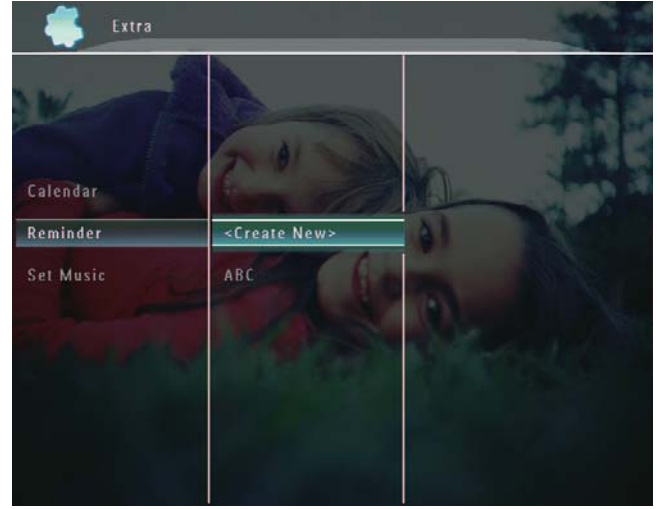 Extra
Calendar
Reminder
<Create New>
Set Music
ABC